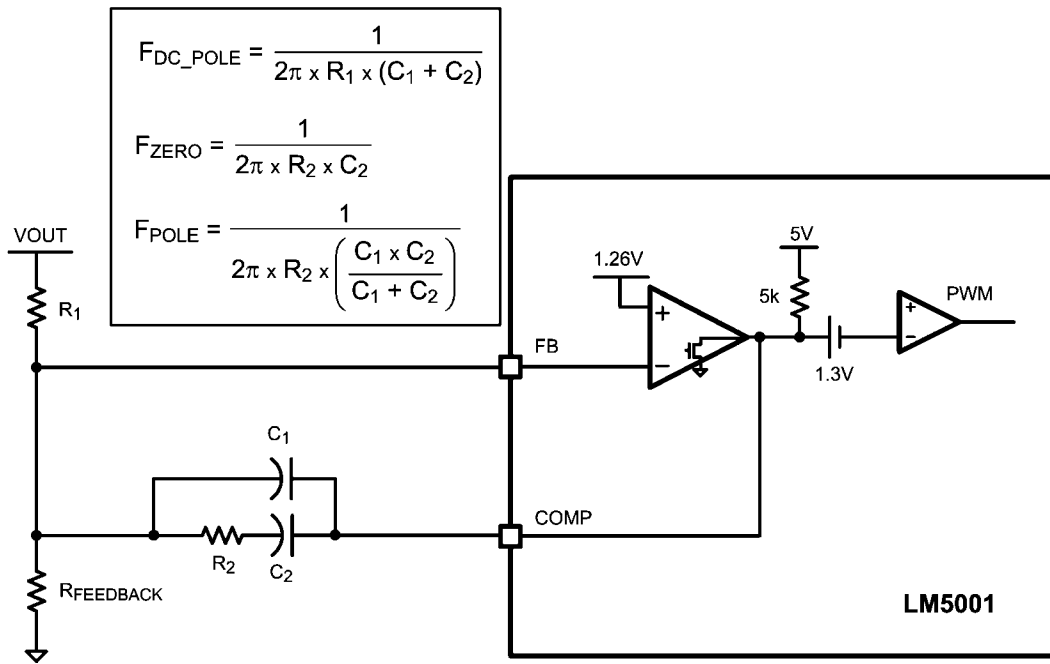 F_DC_POLE = 1 / (2π x R₁ x (C₁ + C₂))
F_ZERO = 1 / (2π x R₂ x C₂)
F_POLE = 1 / (2π x R₂ x ((C₁ x C₂) / (C₁ + C₂)))
VOUT
R₁
1.26V
5V
5k
PWM
+
−
+
−
1.3V
FB
C₁
R₂
C₂
COMP
R_FEEDBACK
LM5001